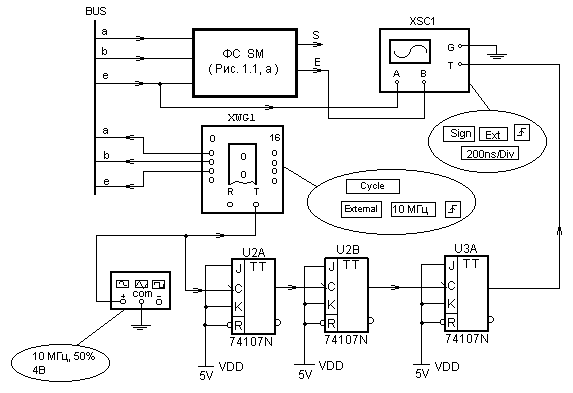 BUS
XSC1
a
S
ФС SM
G
b
( Рис. 1.1, а )
T
E
e
A B
XWG1
a
0 16
Sign Ext
b
0
200ns/Div
0
e
R T
Cycle
External 10 МГц
U2A U2B U3A
J TT J TT J TT
C C C
com
K K K
+ −
R R R
74107N 74107N 74107N
10 МГц, 50%
4В
VDD VDD VDD
5V 5V 5V